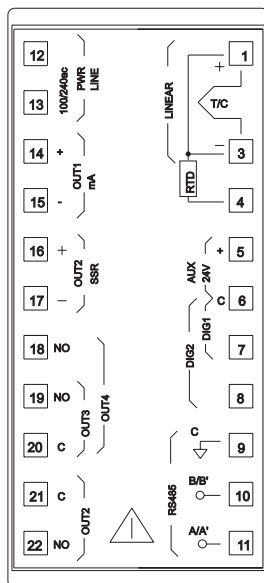 12
13
100/240ac
PWR
LINE
14 +
15 -
OUT1
mA
16 +
17 −
OUT2
SSR
18 NO
19 NO
20 C
OUT3
OUT4
21 C
22 NO
OUT2
LINEAR
1
+
T/C
−
3
RTD
4
AUX
24V
+ 5
C 6
DIG1
7
DIG2
8
RS485
C
9
B/B'
10
A/A'
11